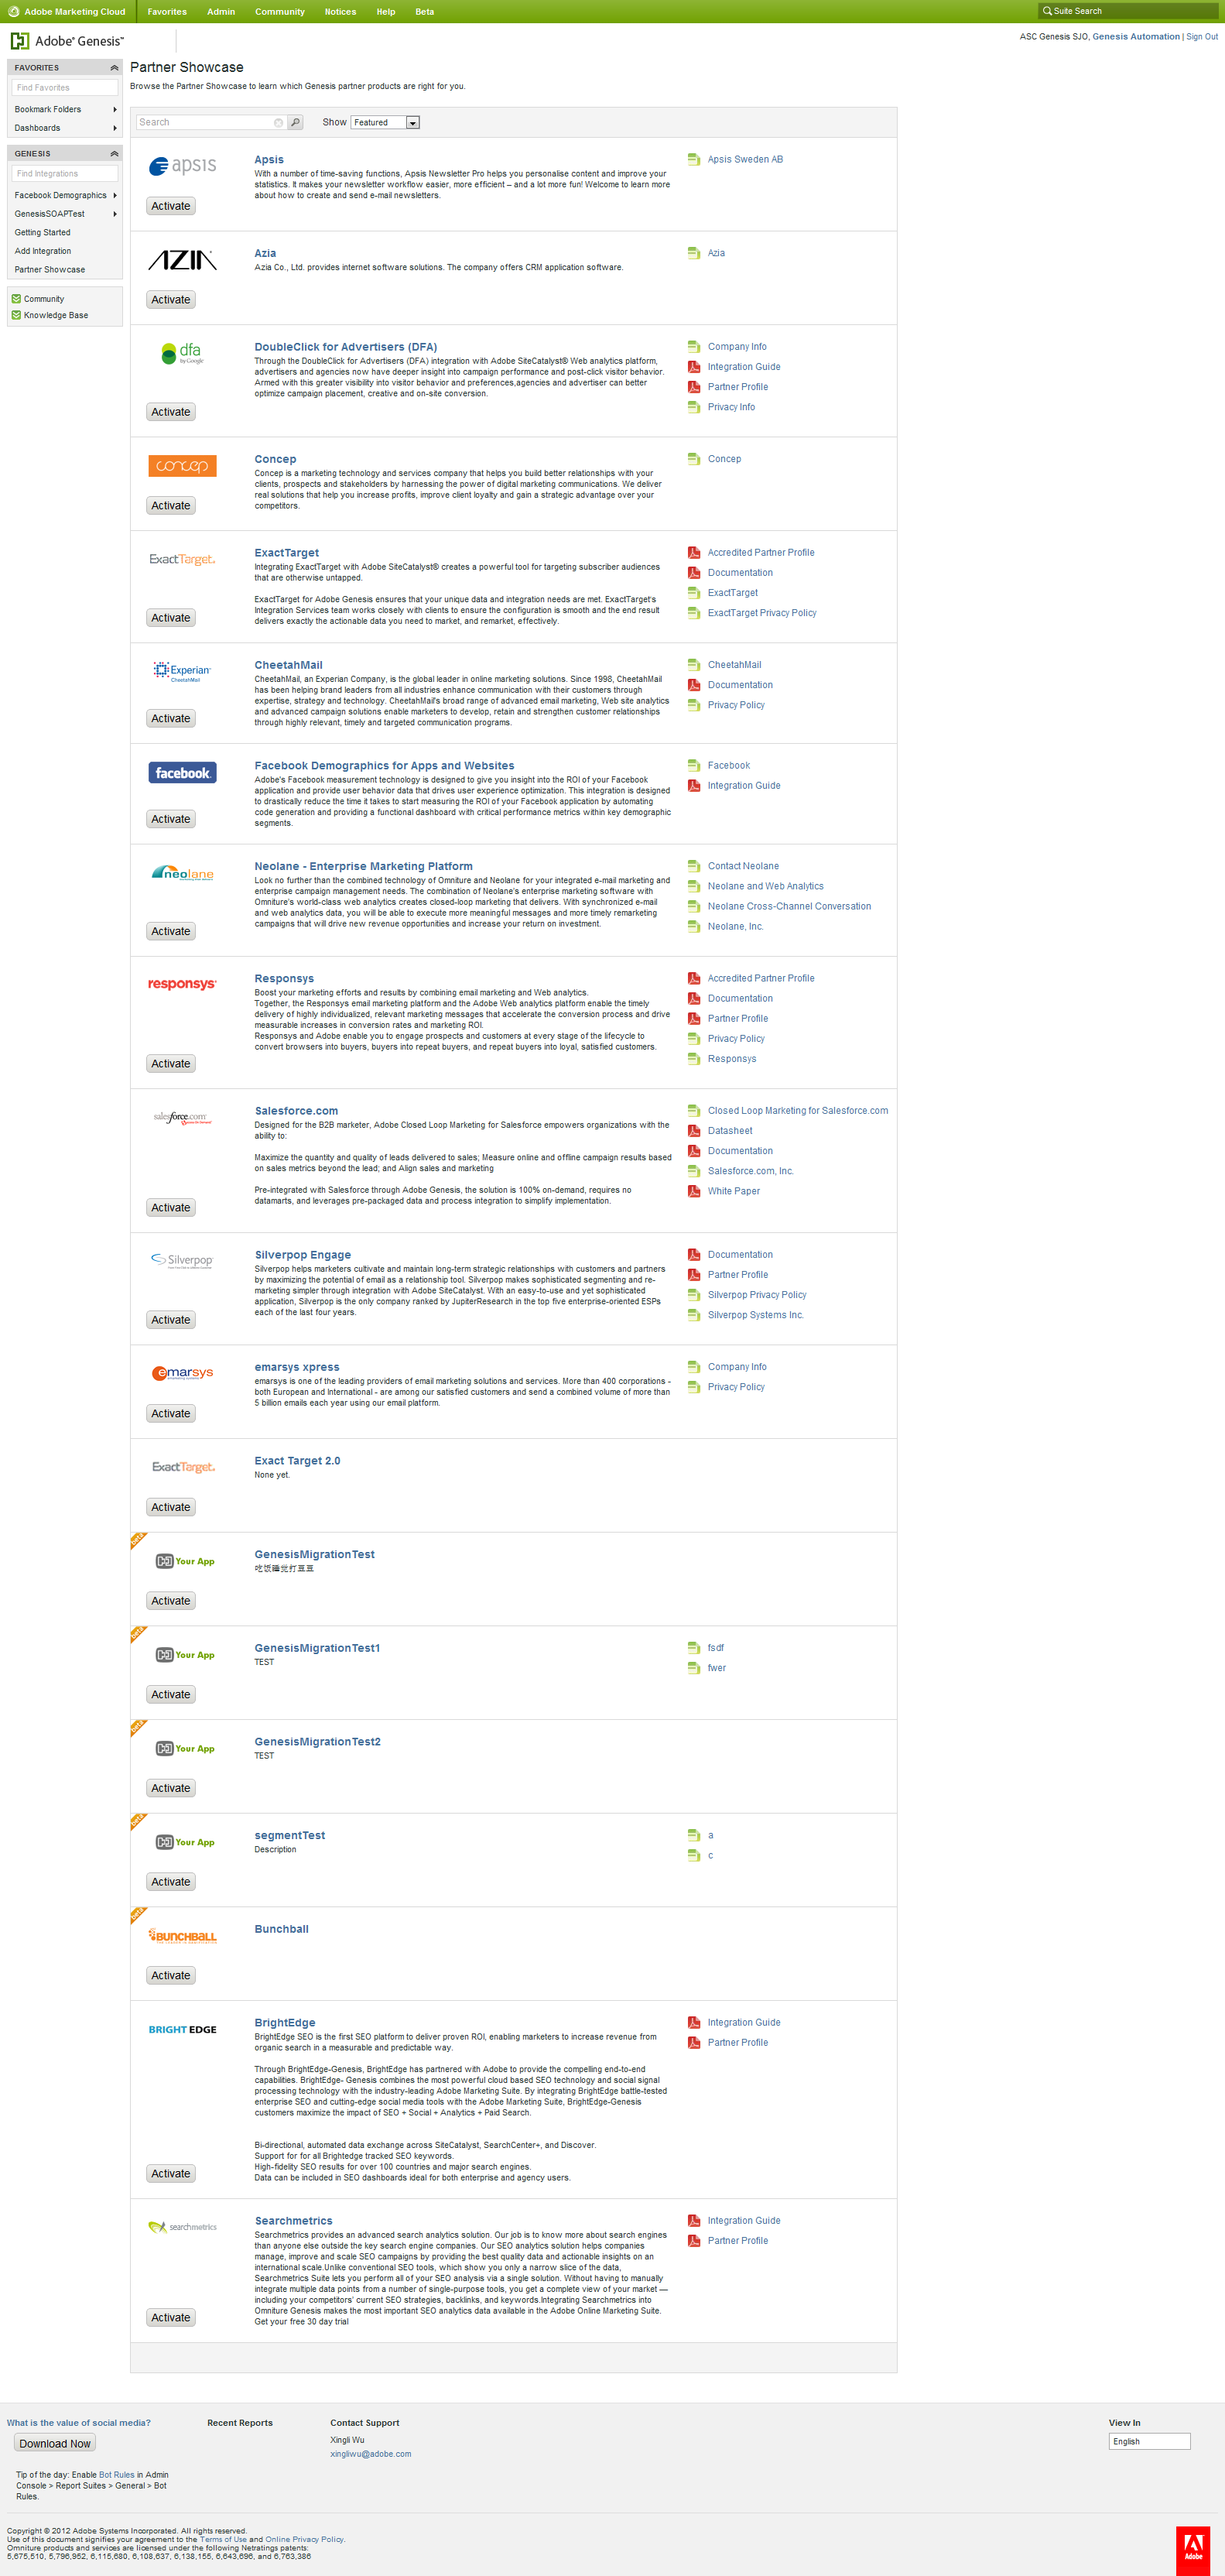 Adobe Marketing Cloud Favorites Admin Community Notices Help Beta Suite Search
Adobe® Genesis™
ASC Genesis SJO, Genesis Automation | Sign Out
FAVORITES
Find Favorites
Bookmark Folders
Dashboards
GENESIS
Find Integrations
Facebook Demographics
GenesisSOAPTest
Getting Started
Add Integration
Partner Showcase
Community
Knowledge Base
Partner Showcase
Browse the Partner Showcase to learn which Genesis partner products are right for you.
Search Show Featured
apsis
Activate
Apsis
With a number of time-saving functions, Apsis Newsletter Pro helps you personalise content and improve your
statistics. It makes your newsletter workflow easier, more efficient – and a lot more fun! Welcome to learn more
about how to create and send e-mail newsletters.
Apsis Sweden AB
AZIA
Activate
Azia
Azia Co., Ltd. provides internet software solutions. The company offers CRM application software.
Azia
dfa
by Google
Activate
DoubleClick for Advertisers (DFA)
Through the DoubleClick for Advertisers (DFA) integration with Adobe SiteCatalyst® Web analytics platform,
advertisers and agencies now have deeper insight into campaign performance and post-click visitor behavior.
Armed with this greater visibility into visitor behavior and preferences,agencies and advertiser can better
optimize campaign placement, creative and on-site conversion.
Company Info
Integration Guide
Partner Profile
Privacy Info
concep
Activate
Concep
Concep is a marketing technology and services company that helps you build better relationships with your
clients, prospects and stakeholders by harnessing the power of digital marketing communications. We deliver
real solutions that help you increase profits, improve client loyalty and gain a strategic advantage over your
competitors.
Concep
ExactTarget.
Activate
ExactTarget
Integrating ExactTarget with Adobe SiteCatalyst® creates a powerful tool for targeting subscriber audiences
that are otherwise untapped.
ExactTarget for Adobe Genesis ensures that your unique data and integration needs are met. ExactTarget's
Integration Services team works closely with clients to ensure the configuration is smooth and the end result
delivers exactly the actionable data you need to market, and remarket, effectively.
Accredited Partner Profile
Documentation
ExactTarget
ExactTarget Privacy Policy
Experian
CheetahMail
Activate
CheetahMail
CheetahMail, an Experian Company, is the global leader in online marketing solutions. Since 1998, CheetahMail
has been helping brand leaders from all industries enhance communication with their customers through
expertise, strategy and technology. CheetahMail's broad range of advanced email marketing, Web site analytics
and advanced campaign solutions enable marketers to develop, retain and strengthen customer relationships
through highly relevant, timely and targeted communication programs.
CheetahMail
Documentation
Privacy Policy
facebook
Activate
Facebook Demographics for Apps and Websites
Adobe's Facebook measurement technology is designed to give you insight into the ROI of your Facebook
application and provide user behavior data that drives user experience optimization. This integration is designed
to drastically reduce the time it takes to start measuring the ROI of your Facebook application by automating
code generation and providing a functional dashboard with critical performance metrics within key demographic
segments.
Facebook
Integration Guide
neolane
Activate
Neolane - Enterprise Marketing Platform
Look no further than the combined technology of Omniture and Neolane for your integrated e-mail marketing and
enterprise campaign management needs. The combination of Neolane's enterprise marketing software with
Omniture's world-class web analytics creates closed-loop marketing that delivers. With synchronized e-mail
and web analytics data, you will be able to execute more meaningful messages and more timely remarketing
campaigns that will drive new revenue opportunities and increase your return on investment.
Contact Neolane
Neolane and Web Analytics
Neolane Cross-Channel Conversation
Neolane, Inc.
responsys
Activate
Responsys
Boost your marketing efforts and results by combining email marketing and Web analytics.
Together, the Responsys email marketing platform and the Adobe Web analytics platform enable the timely
delivery of highly individualized, relevant marketing messages that accelerate the conversion process and drive
measurable increases in conversion rates and marketing ROI.
Responsys and Adobe enable you to engage prospects and customers at every stage of the lifecycle to
convert browsers into buyers, buyers into repeat buyers, and repeat buyers into loyal, satisfied customers.
Accredited Partner Profile
Documentation
Partner Profile
Privacy Policy
Responsys
salesforce.com
Activate
Salesforce.com
Designed for the B2B marketer, Adobe Closed Loop Marketing for Salesforce empowers organizations with the
ability to:
Maximize the quantity and quality of leads delivered to sales; Measure online and offline campaign results based
on sales metrics beyond the lead; and Align sales and marketing
Pre-integrated with Salesforce through Adobe Genesis, the solution is 100% on-demand, requires no
datamarts, and leverages pre-packaged data and process integration to simplify implementation.
Closed Loop Marketing for Salesforce.com
Datasheet
Documentation
Salesforce.com, Inc.
White Paper
Silverpop
Activate
Silverpop Engage
Silverpop helps marketers cultivate and maintain long-term strategic relationships with customers and partners
by maximizing the potential of email as a relationship tool. Silverpop makes sophisticated segmenting and re-
marketing simpler through integration with Adobe SiteCatalyst. With an easy-to-use and yet sophisticated
application, Silverpop is the only company ranked by JupiterResearch in the top five enterprise-oriented ESPs
each of the last four years.
Documentation
Partner Profile
Silverpop Privacy Policy
Silverpop Systems Inc.
emarsys
Activate
emarsys xpress
emarsys is one of the leading providers of email marketing solutions and services. More than 400 corporations -
both European and International - are among our satisfied customers and send a combined volume of more than
5 billion emails each year using our email platform.
Company Info
Privacy Policy
ExactTarget.
Activate
Exact Target 2.0
None yet.
Your App
Activate
GenesisMigrationTest
吃饭睡觉打豆豆
Your App
Activate
GenesisMigrationTest1
TEST
fsdf
fwer
Your App
Activate
GenesisMigrationTest2
TEST
Your App
Activate
segmentTest
Description
a
c
BUNCHBALL
Activate
Bunchball
BRIGHT EDGE
Activate
BrightEdge
BrightEdge SEO is the first SEO platform to deliver proven ROI, enabling marketers to increase revenue from
organic search in a measurable and predictable way.
Through BrightEdge-Genesis, BrightEdge has partnered with Adobe to provide the compelling end-to-end
capabilities. BrightEdge- Genesis combines the most powerful cloud based SEO technology and social signal
processing technology with the industry-leading Adobe Marketing Suite. By integrating BrightEdge battle-tested
enterprise SEO and cutting-edge social media tools with the Adobe Marketing Suite, BrightEdge-Genesis
customers maximize the impact of SEO + Social + Analytics + Paid Search.
Bi-directional, automated data exchange across SiteCatalyst, SearchCenter+, and Discover.
Support for for all Brightedge tracked SEO keywords.
High-fidelity SEO results for over 100 countries and major search engines.
Data can be included in SEO dashboards ideal for both enterprise and agency users.
Integration Guide
Partner Profile
searchmetrics
Activate
Searchmetrics
Searchmetrics provides an advanced search analytics solution. Our job is to know more about search engines
than anyone else outside the key search engine companies. Our SEO analytics solution helps companies
manage, improve and scale SEO campaigns by providing the best quality data and actionable insights on an
international scale.Unlike conventional SEO tools, which show you only a narrow slice of the data,
Searchmetrics Suite lets you perform all of your SEO analysis via a single solution. Without having to manually
integrate multiple data points from a number of single-purpose tools, you get a complete view of your market —
including your competitors' current SEO strategies, backlinks, and keywords.Integrating Searchmetrics into
Omniture Genesis makes the most important SEO analytics data available in the Adobe Online Marketing Suite.
Get your free 30 day trial
Integration Guide
Partner Profile
What is the value of social media?
Download Now
Tip of the day: Enable Bot Rules in Admin
Console > Report Suites > General > Bot
Rules.
Recent Reports
Contact Support
Xingli Wu
xingliwu@adobe.com
View In
English
Copyright © 2012 Adobe Systems Incorporated. All rights reserved.
Use of this document signifies your agreement to the Terms of Use and Online Privacy Policy.
Omniture products and services are licensed under the following Netratings patents:
5,675,510, 5,796,952, 6,115,680, 6,108,637, 6,138,155, 6,643,696, and 6,763,386
Adobe